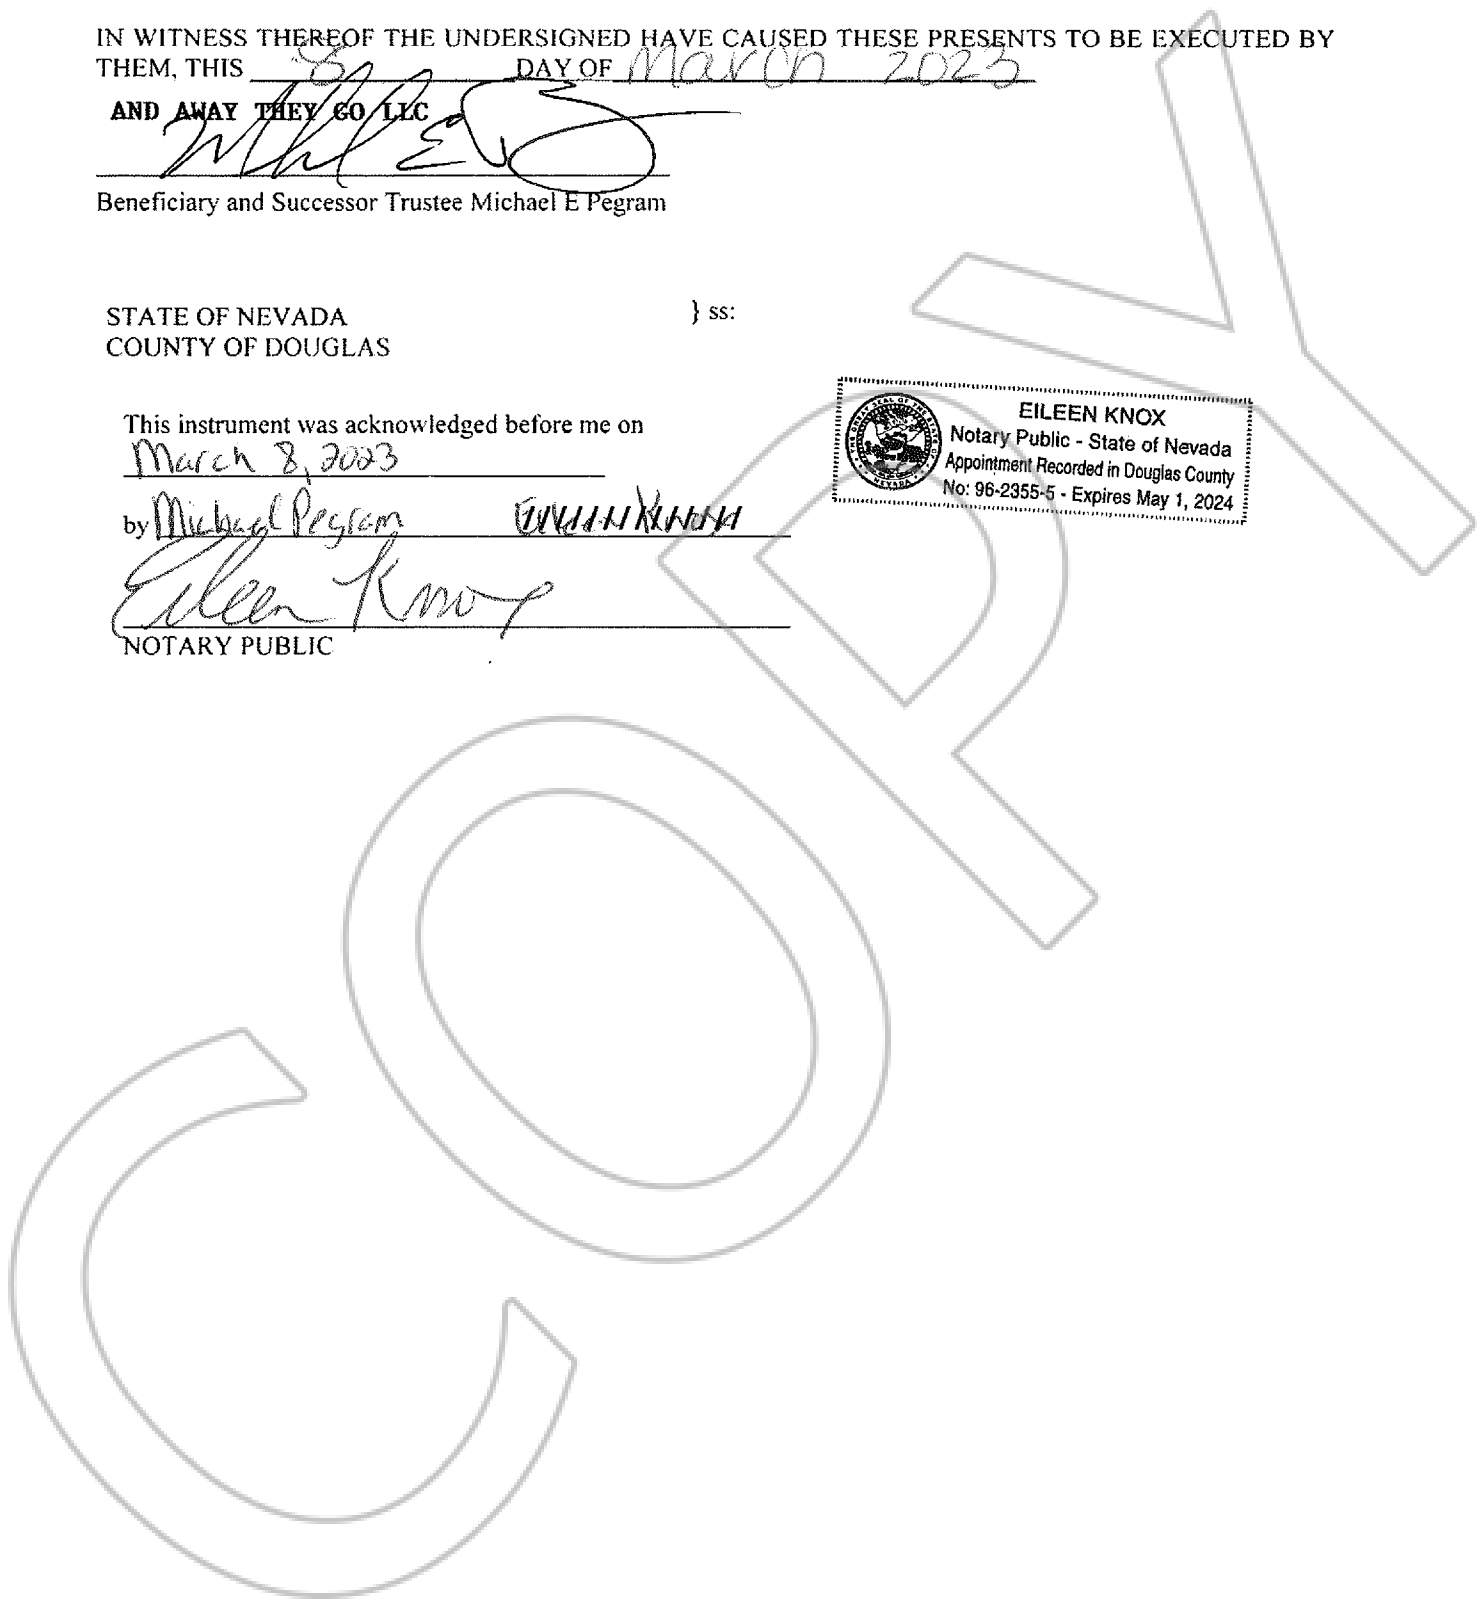 IN WITNESS THEREOF THE UNDERSIGNED HAVE CAUSED THESE PRESENTS TO BE EXECUTED BY
THEM, THIS 8 DAY OF March 2023
AND AWAY THEY GO LLC
Beneficiary and Successor Trustee Michael E Pegram
STATE OF NEVADA } ss:
COUNTY OF DOUGLAS
EILEEN KNOX
Notary Public - State of Nevada
Appointment Recorded in Douglas County
No: 96-2355-5 - Expires May 1, 2024
This instrument was acknowledged before me on
March 8, 2023
by Michael Pegram
Eileen Knox
NOTARY PUBLIC
COPY